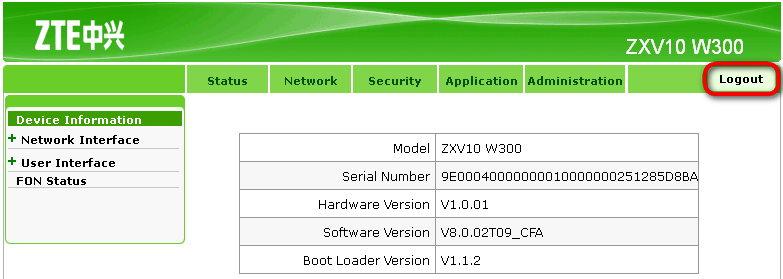 ZTE中兴
ZXV10 W300
Status Network Security Application Administration Logout
Device Information
+ Network Interface
+ User Interface
FON Status
Model ZXV10 W300
Serial Number 9E0004000000010000000251285D8BA
Hardware Version V1.0.01
Software Version V8.0.02T09_CFA
Boot Loader Version V1.1.2